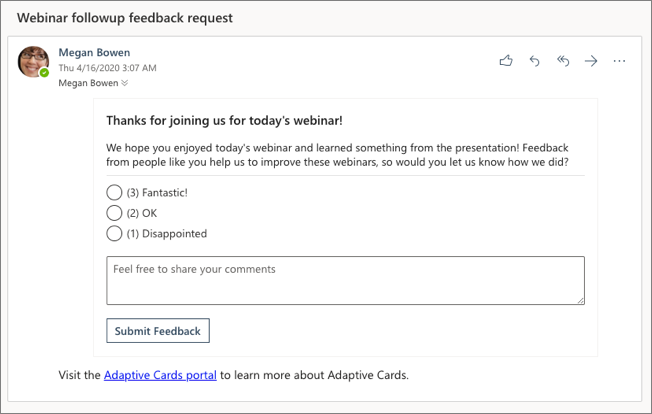 Webinar followup feedback request
Megan Bowen
Thu 4/16/2020 3:07 AM
Megan Bowen
Thanks for joining us for today's webinar!
We hope you enjoyed today's webinar and learned something from the presentation! Feedback
from people like you help us to improve these webinars, so would you let us know how we did?
(3) Fantastic!
(2) OK
(1) Disappointed
Feel free to share your comments
Submit Feedback
Visit the Adaptive Cards portal to learn more about Adaptive Cards.